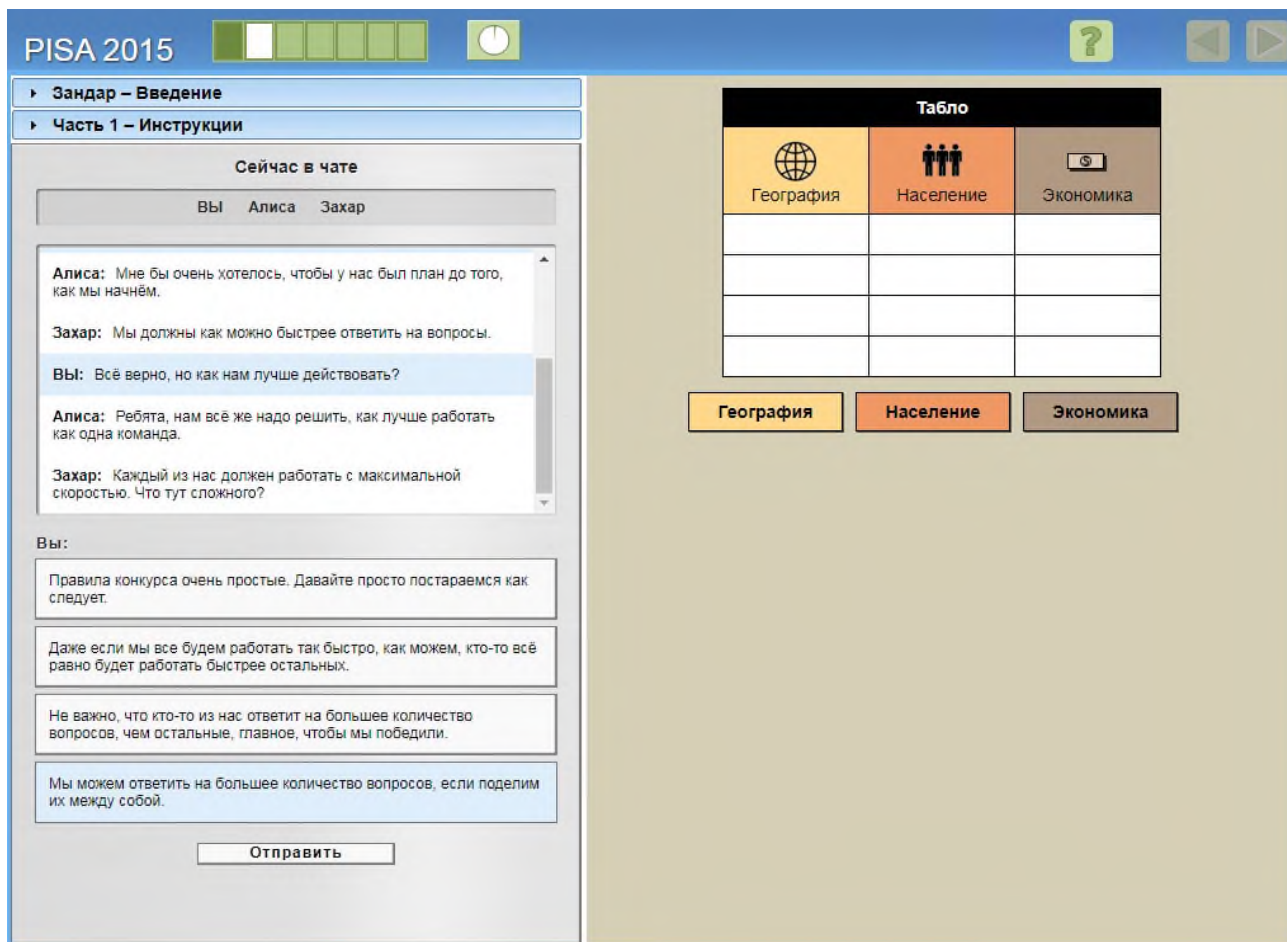 PISA 2015
?
Зандар – Введение
Часть 1 – Инструкции
Сейчас в чате
ВЫ Алиса Захар
Алиса: Мне бы очень хотелось, чтобы у нас был план до того,
как мы начнём.
Захар: Мы должны как можно быстрее ответить на вопросы.
ВЫ: Всё верно, но как нам лучше действовать?
Алиса: Ребята, нам всё же надо решить, как лучше работать
как одна команда.
Захар: Каждый из нас должен работать с максимальной
скоростью. Что тут сложного?
Вы:
Правила конкурса очень простые. Давайте просто постараемся как
следует.
Даже если мы все будем работать так быстро, как можем, кто-то всё
равно будет работать быстрее остальных.
Не важно, что кто-то из нас ответит на большее количество
вопросов, чем остальные, главное, чтобы мы победили.
Мы можем ответить на большее количество вопросов, если поделим
их между собой.
Отправить
Табло
География Население Экономика
География Население Экономика